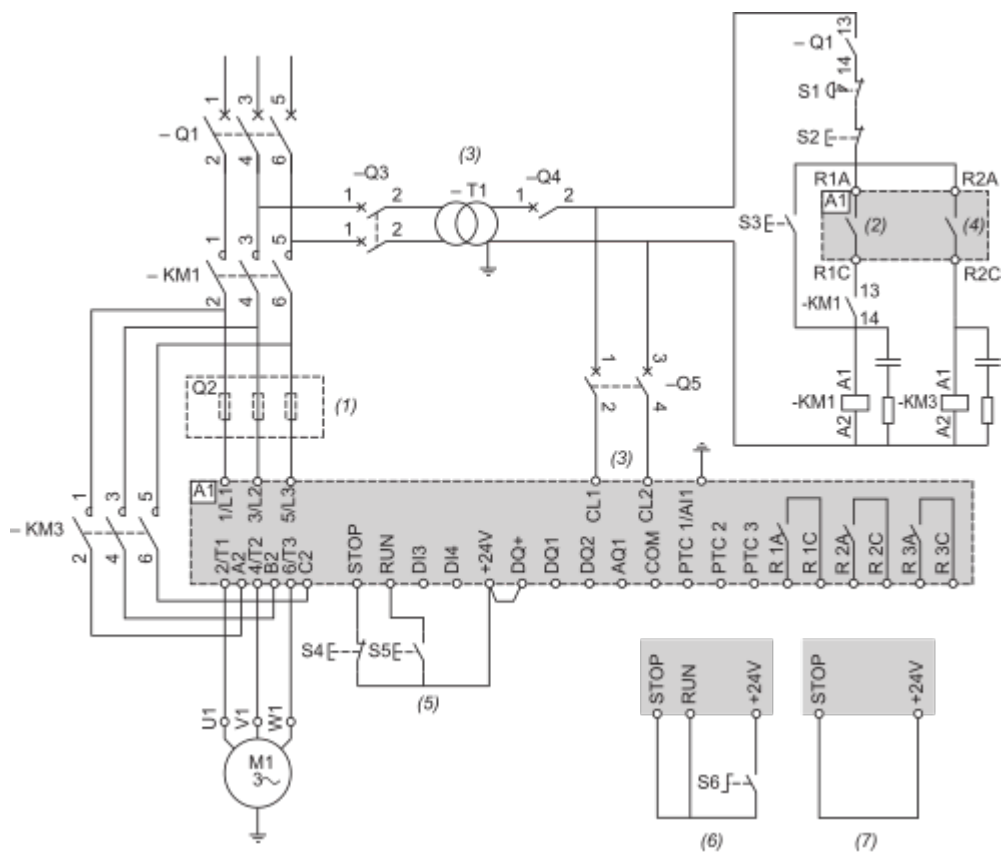 13
– Q1
14
S1
S2
1 3 5
– Q1
2 4 6
–Q3
1 2
1 2
(3)
– T1
–Q4
1 2
R1A R2A
A1
S3
(2) (4)
R1C R2C
1 3 5
– KM1
2 4 6
-KM1
13
14
Q2
(1)
1 3
–Q5
2 4
A1 A1
-KM1 -KM3
A2 A2
(3)
A1
1/L1 3/L2 5/L3
CL1 CL2 PTC 1/AI1
1 3 5
– KM3
2 4 6
2/T1 A2 4/T2 B2 6/T3 C2
STOP RUN DI3 DI4 +24V DQ+ DQ1 DQ2 AQ1 COM PTC 2 PTC 3
R 1A R 1C R 2A R 2C R 3A R 3C
S4 S5
(5)
STOP RUN +24V
S6
(6)
STOP +24V
(7)
U1 V1 W1
M1
3